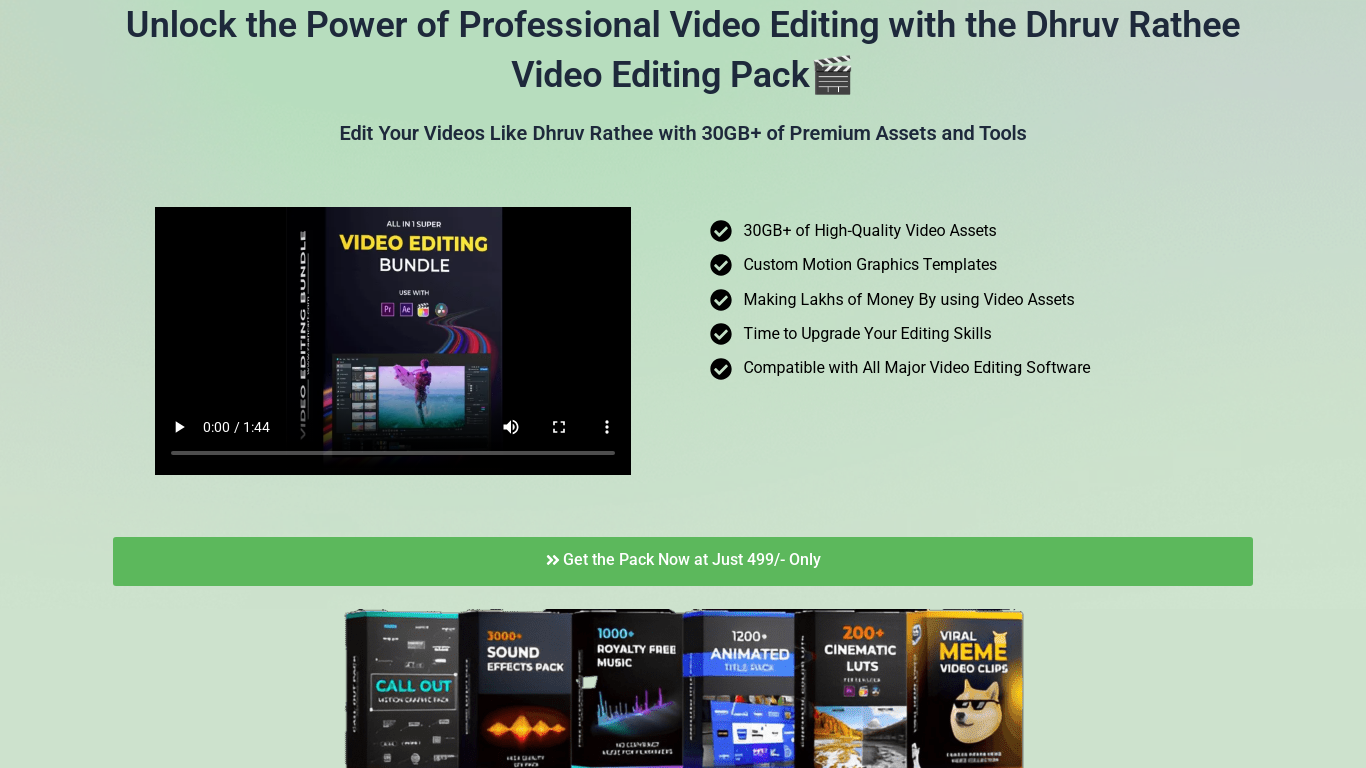 Unlock the Power of Professional Video Editing with the Dhruv Rathee
Video Editing Pack🎬
Edit Your Videos Like Dhruv Rathee with 30GB+ of Premium Assets and Tools
ALL IN 1 SUPER
VIDEO EDITING
BUNDLE
USE WITH
Pr Ae
VIDEO EDITING BUNDLE
0:00 / 1:44
30GB+ of High-Quality Video Assets
Custom Motion Graphics Templates
Making Lakhs of Money By using Video Assets
Time to Upgrade Your Editing Skills
Compatible with All Major Video Editing Software
Get the Pack Now at Just 499/- Only
CALL OUT
MOTION GRAPHIC PACK
CALL OUT PACK
3000+
SOUND
EFFECTS PACK
1000+
ROYALTY FREE
MUSIC
NO COPYRIGHT
1200+
ANIMATED
TITLE PACK
200+
CINEMATIC
LUTS
VIRAL
MEME
VIDEO CLIPS